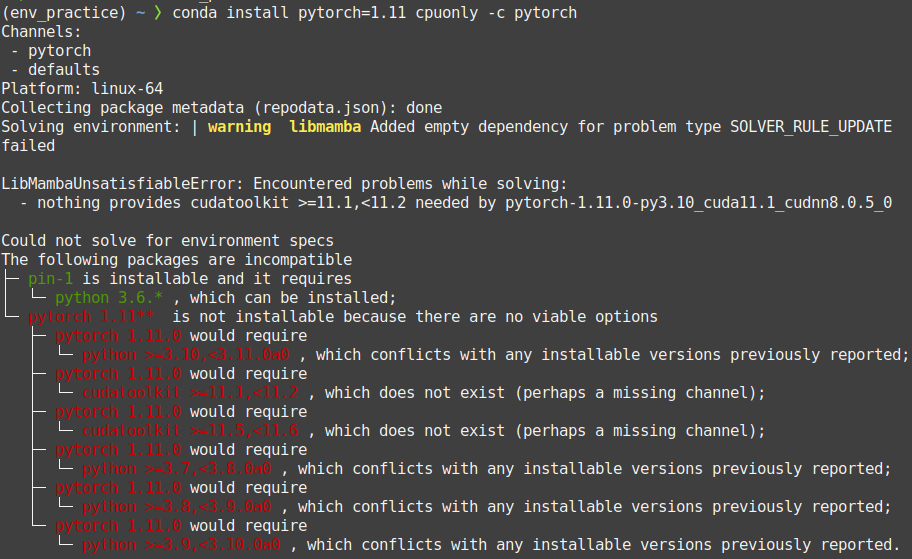 (env_practice) ~ ❯ conda install pytorch=1.11 cpuonly -c pytorch
Channels:
 - pytorch
 - defaults
Platform: linux-64
Collecting package metadata (repodata.json): done
Solving environment: | warning  libmamba Added empty dependency for problem type SOLVER_RULE_UPDATE
failed

LibMambaUnsatisfiableError: Encountered problems while solving:
  - nothing provides cudatoolkit >=11.1,<11.2 needed by pytorch-1.11.0-py3.10_cuda11.1_cudnn8.0.5_0

Could not solve for environment specs
The following packages are incompatible
├─ pin-1 is installable and it requires
│  └─ python 3.6.* , which can be installed;
└─ pytorch 1.11**  is not installable because there are no viable options
   ├─ pytorch 1.11.0 would require
   │  └─ python >=3.10,<3.11.0a0 , which conflicts with any installable versions previously reported;
   ├─ pytorch 1.11.0 would require
   │  └─ cudatoolkit >=11.1,<11.2 , which does not exist (perhaps a missing channel);
   ├─ pytorch 1.11.0 would require
   │  └─ cudatoolkit >=11.5,<11.6 , which does not exist (perhaps a missing channel);
   ├─ pytorch 1.11.0 would require
   │  └─ python >=3.7,<3.8.0a0 , which conflicts with any installable versions previously reported;
   ├─ pytorch 1.11.0 would require
   │  └─ python >=3.8,<3.9.0a0 , which conflicts with any installable versions previously reported;
   └─ pytorch 1.11.0 would require
      └─ python >=3.9,<3.10.0a0 , which conflicts with any installable versions previously reported.